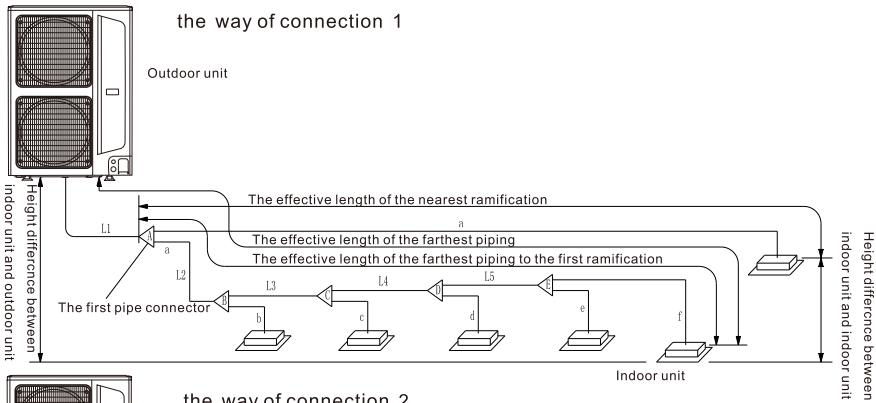 the way of connection 1
Outdoor unit
The effective length of the nearest ramification
a
L1
A
The effective length of the farthest piping
a
The effective length of the farthest piping to the first ramification
L2
L3
L4
L5
The first pipe connector
B
C
D
E
b
c
d
e
f
Indoor unit
Height differcnce between
indoor unit and outdoor unit
Height differcnce between
indoor unit and indoor unit
the way of connection 2